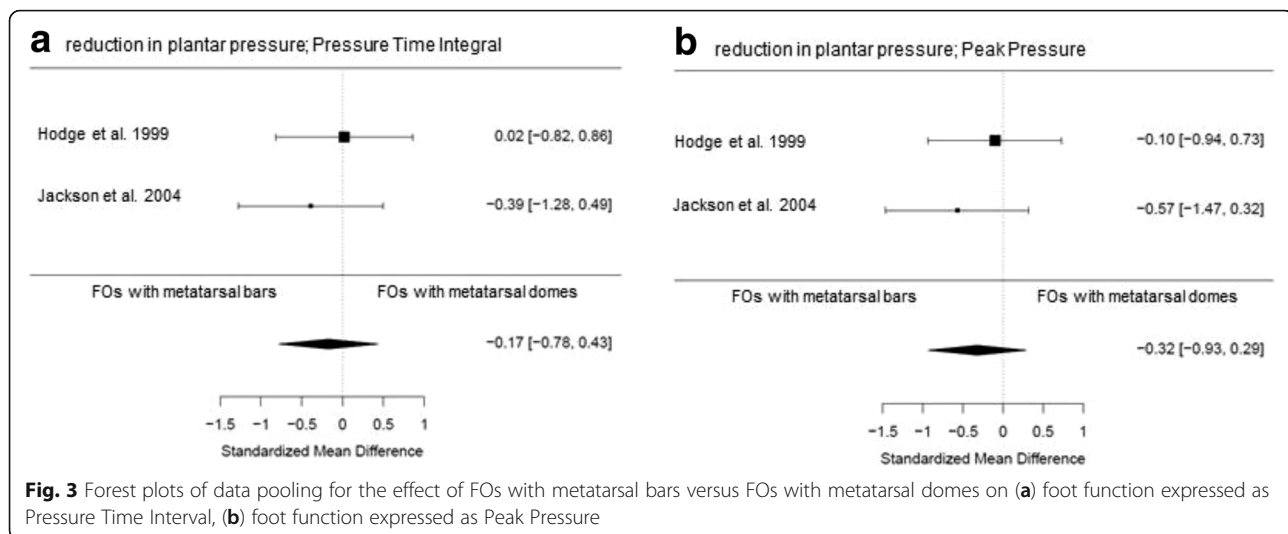 a reduction in plantar pressure; Pressure Time Integral
Hodge et al. 1999 0.02 [−0.82, 0.86]
Jackson et al. 2004 −0.39 [−1.28, 0.49]
FOs with metatarsal bars FOs with metatarsal domes
−0.17 [−0.78, 0.43]
−1.5 −1 −0.5 0 0.5 1
Standardized Mean Difference
b reduction in plantar pressure; Peak Pressure
Hodge et al. 1999 −0.10 [−0.94, 0.73]
Jackson et al. 2004 −0.57 [−1.47, 0.32]
FOs with metatarsal bars FOs with metatarsal domes
−0.32 [−0.93, 0.29]
−1.5 −1 −0.5 0 0.5 1
Standardized Mean Difference
Fig. 3 Forest plots of data pooling for the effect of FOs with metatarsal bars versus FOs with metatarsal domes on (a) foot function expressed as
Pressure Time Interval, (b) foot function expressed as Peak Pressure